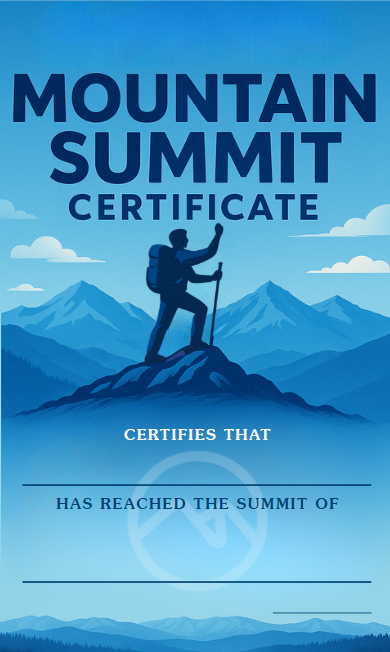 MOUNTAIN
SUMMIT
CERTIFICATE
CERTIFIES THAT
HAS REACHED THE SUMMIT OF